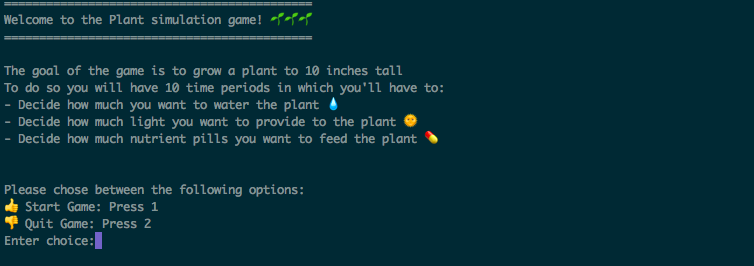 Welcome to the Plant simulation game! 🌱🌱🌱
The goal of the game is to grow a plant to 10 inches tall
To do so you will have 10 time periods in which you'll have to:
- Decide how much you want to water the plant 💧
- Decide how much light you want to provide to the plant 🌞
- Decide how much nutrient pills you want to feed the plant 💊
Please chose between the following options:
👍 Start Game: Press 1
👎 Quit Game: Press 2
Enter choice: